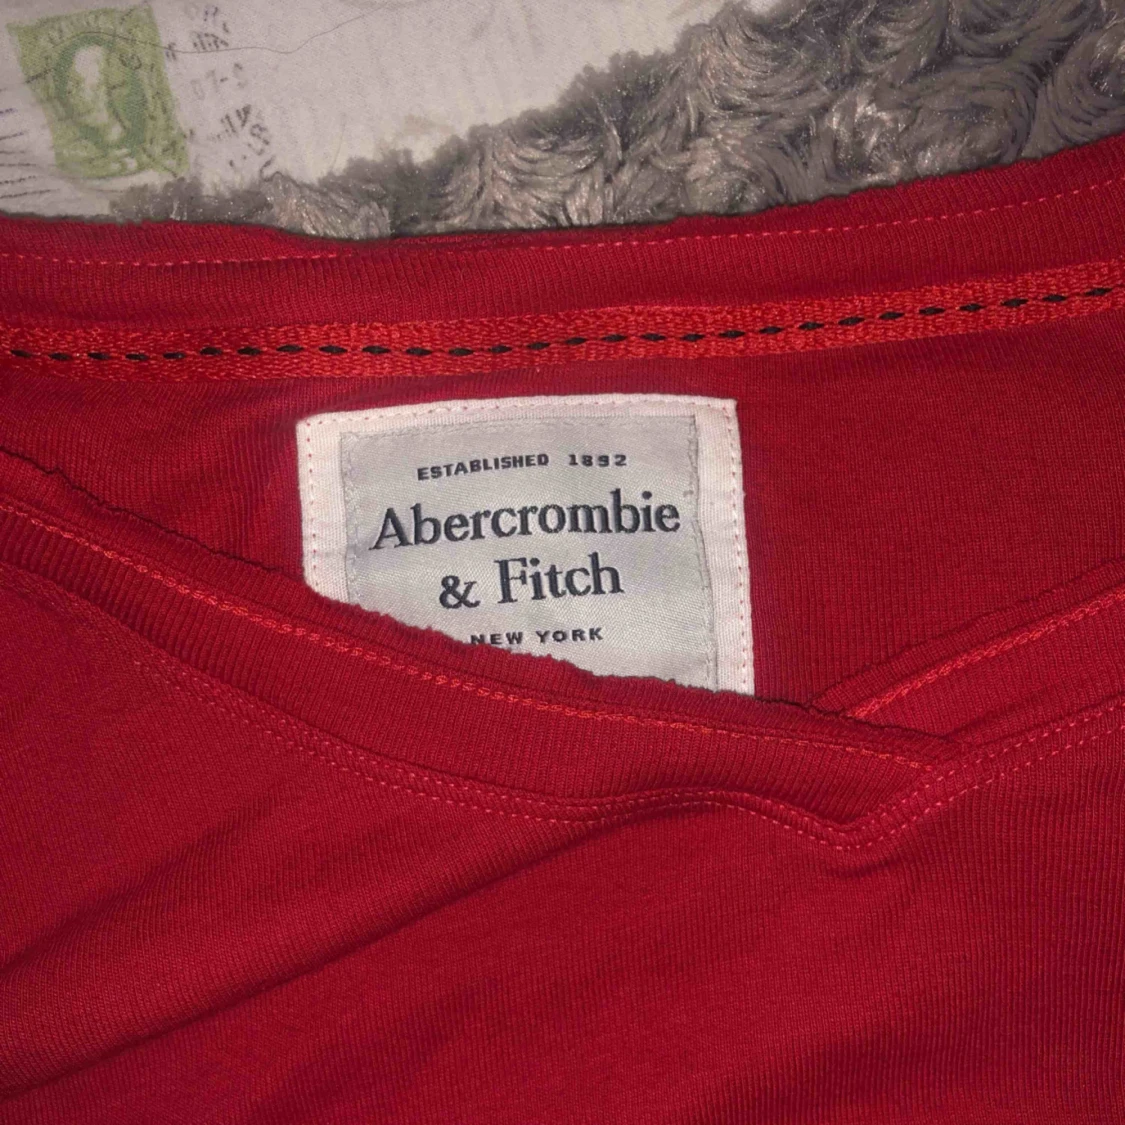 ESTABLISHED 1892
Abercrombie
& Fitch
NEW YORK